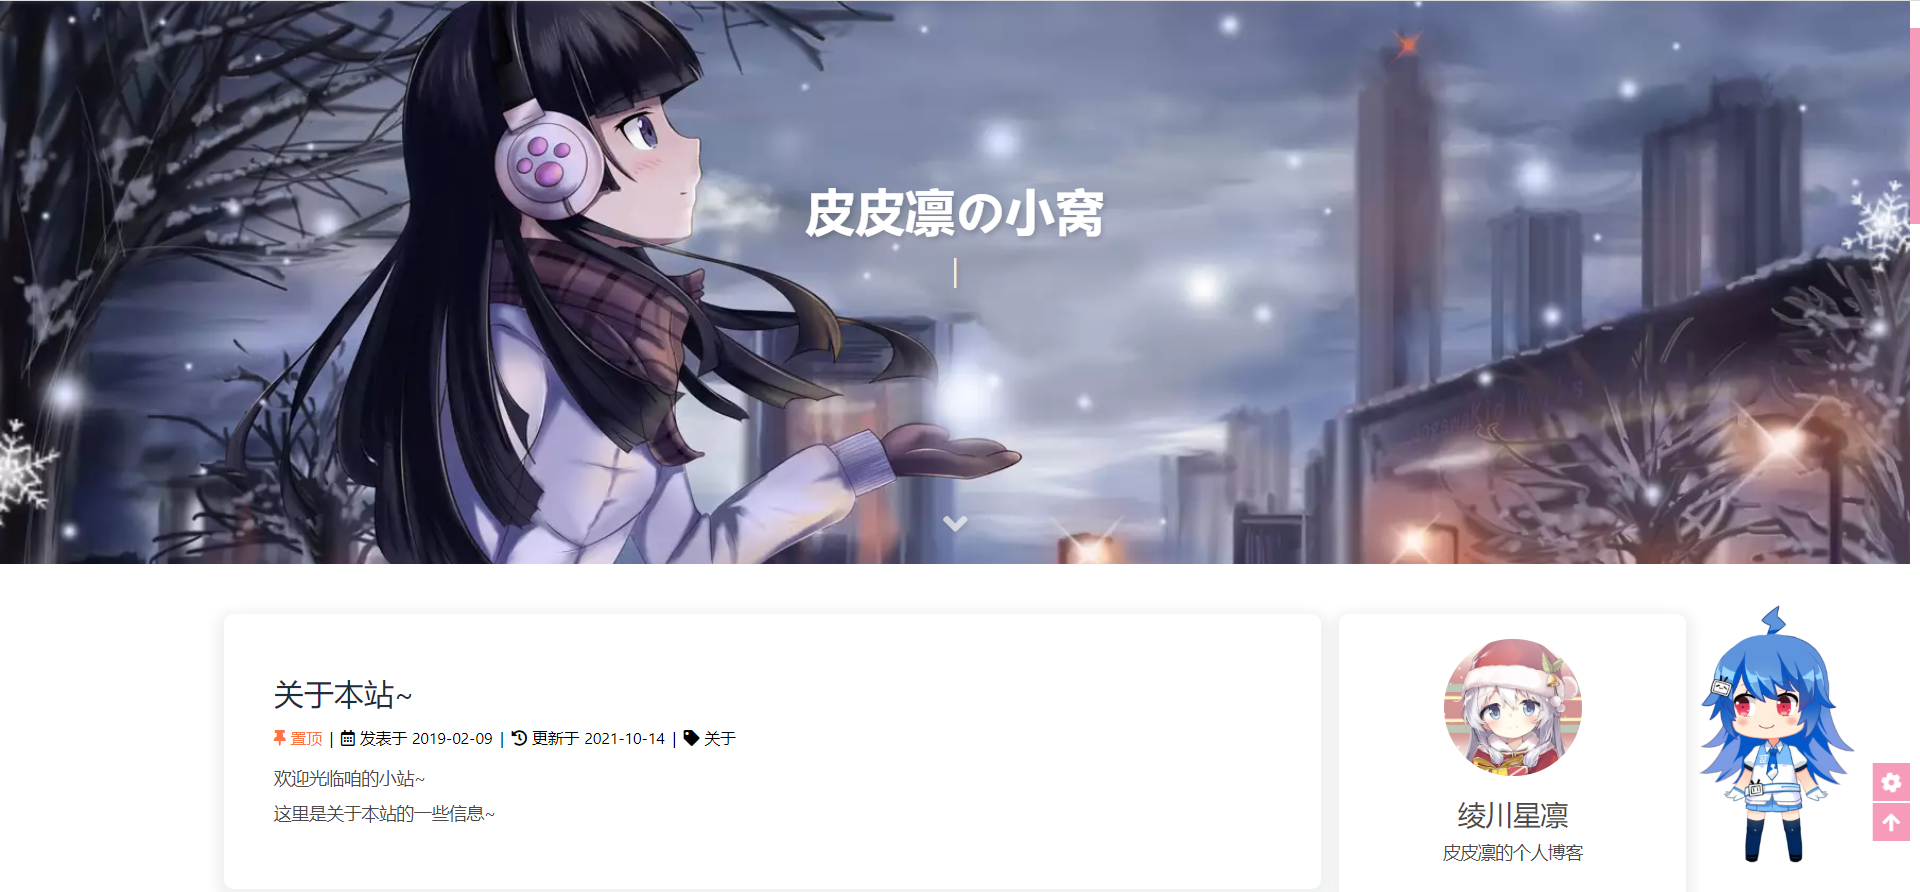 皮皮凛の小窝
关于本站~
置顶 | 发表于 2019-02-09 | 更新于 2021-10-14 | 关于
欢迎光临咱的小站~
这里是关于本站的一些信息~
绫川星凛
皮皮凛的个人博客